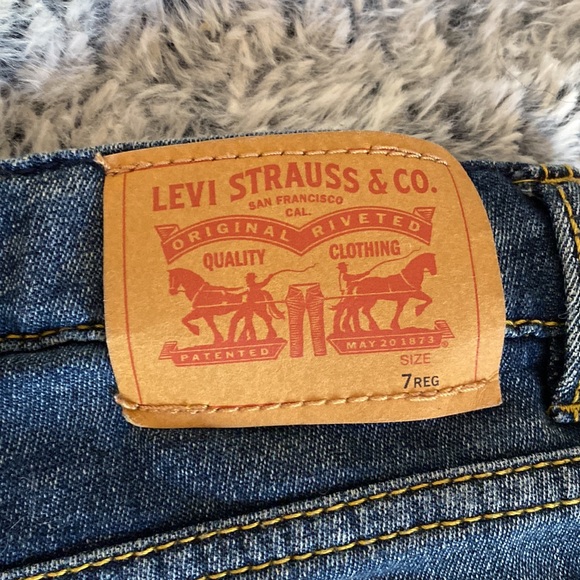 LEVI STRAUSS & CO.
SAN FRANCISCO
CAL.
ORIGINAL RIVETED
QUALITY CLOTHING
PATENTED MAY 20 1873
SIZE
7 REG